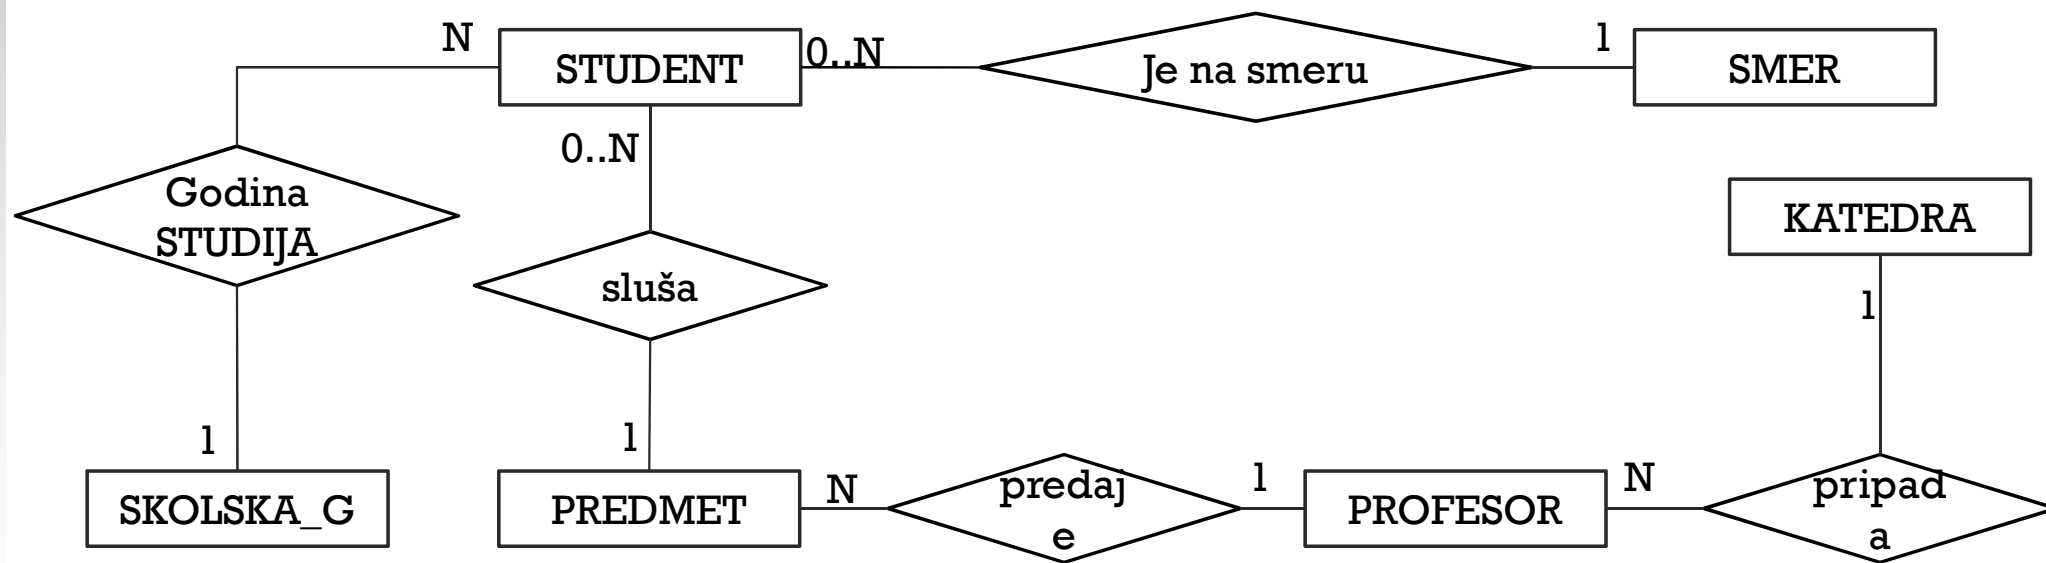 N
STUDENT
0..N
Je na smeru
1
SMER
0..N
Godina
STUDIJA
KATEDRA
sluša
1
1
1
SKOLSKA_G
PREDMET
N
predaj
e
1
PROFESOR
N
pripad
a